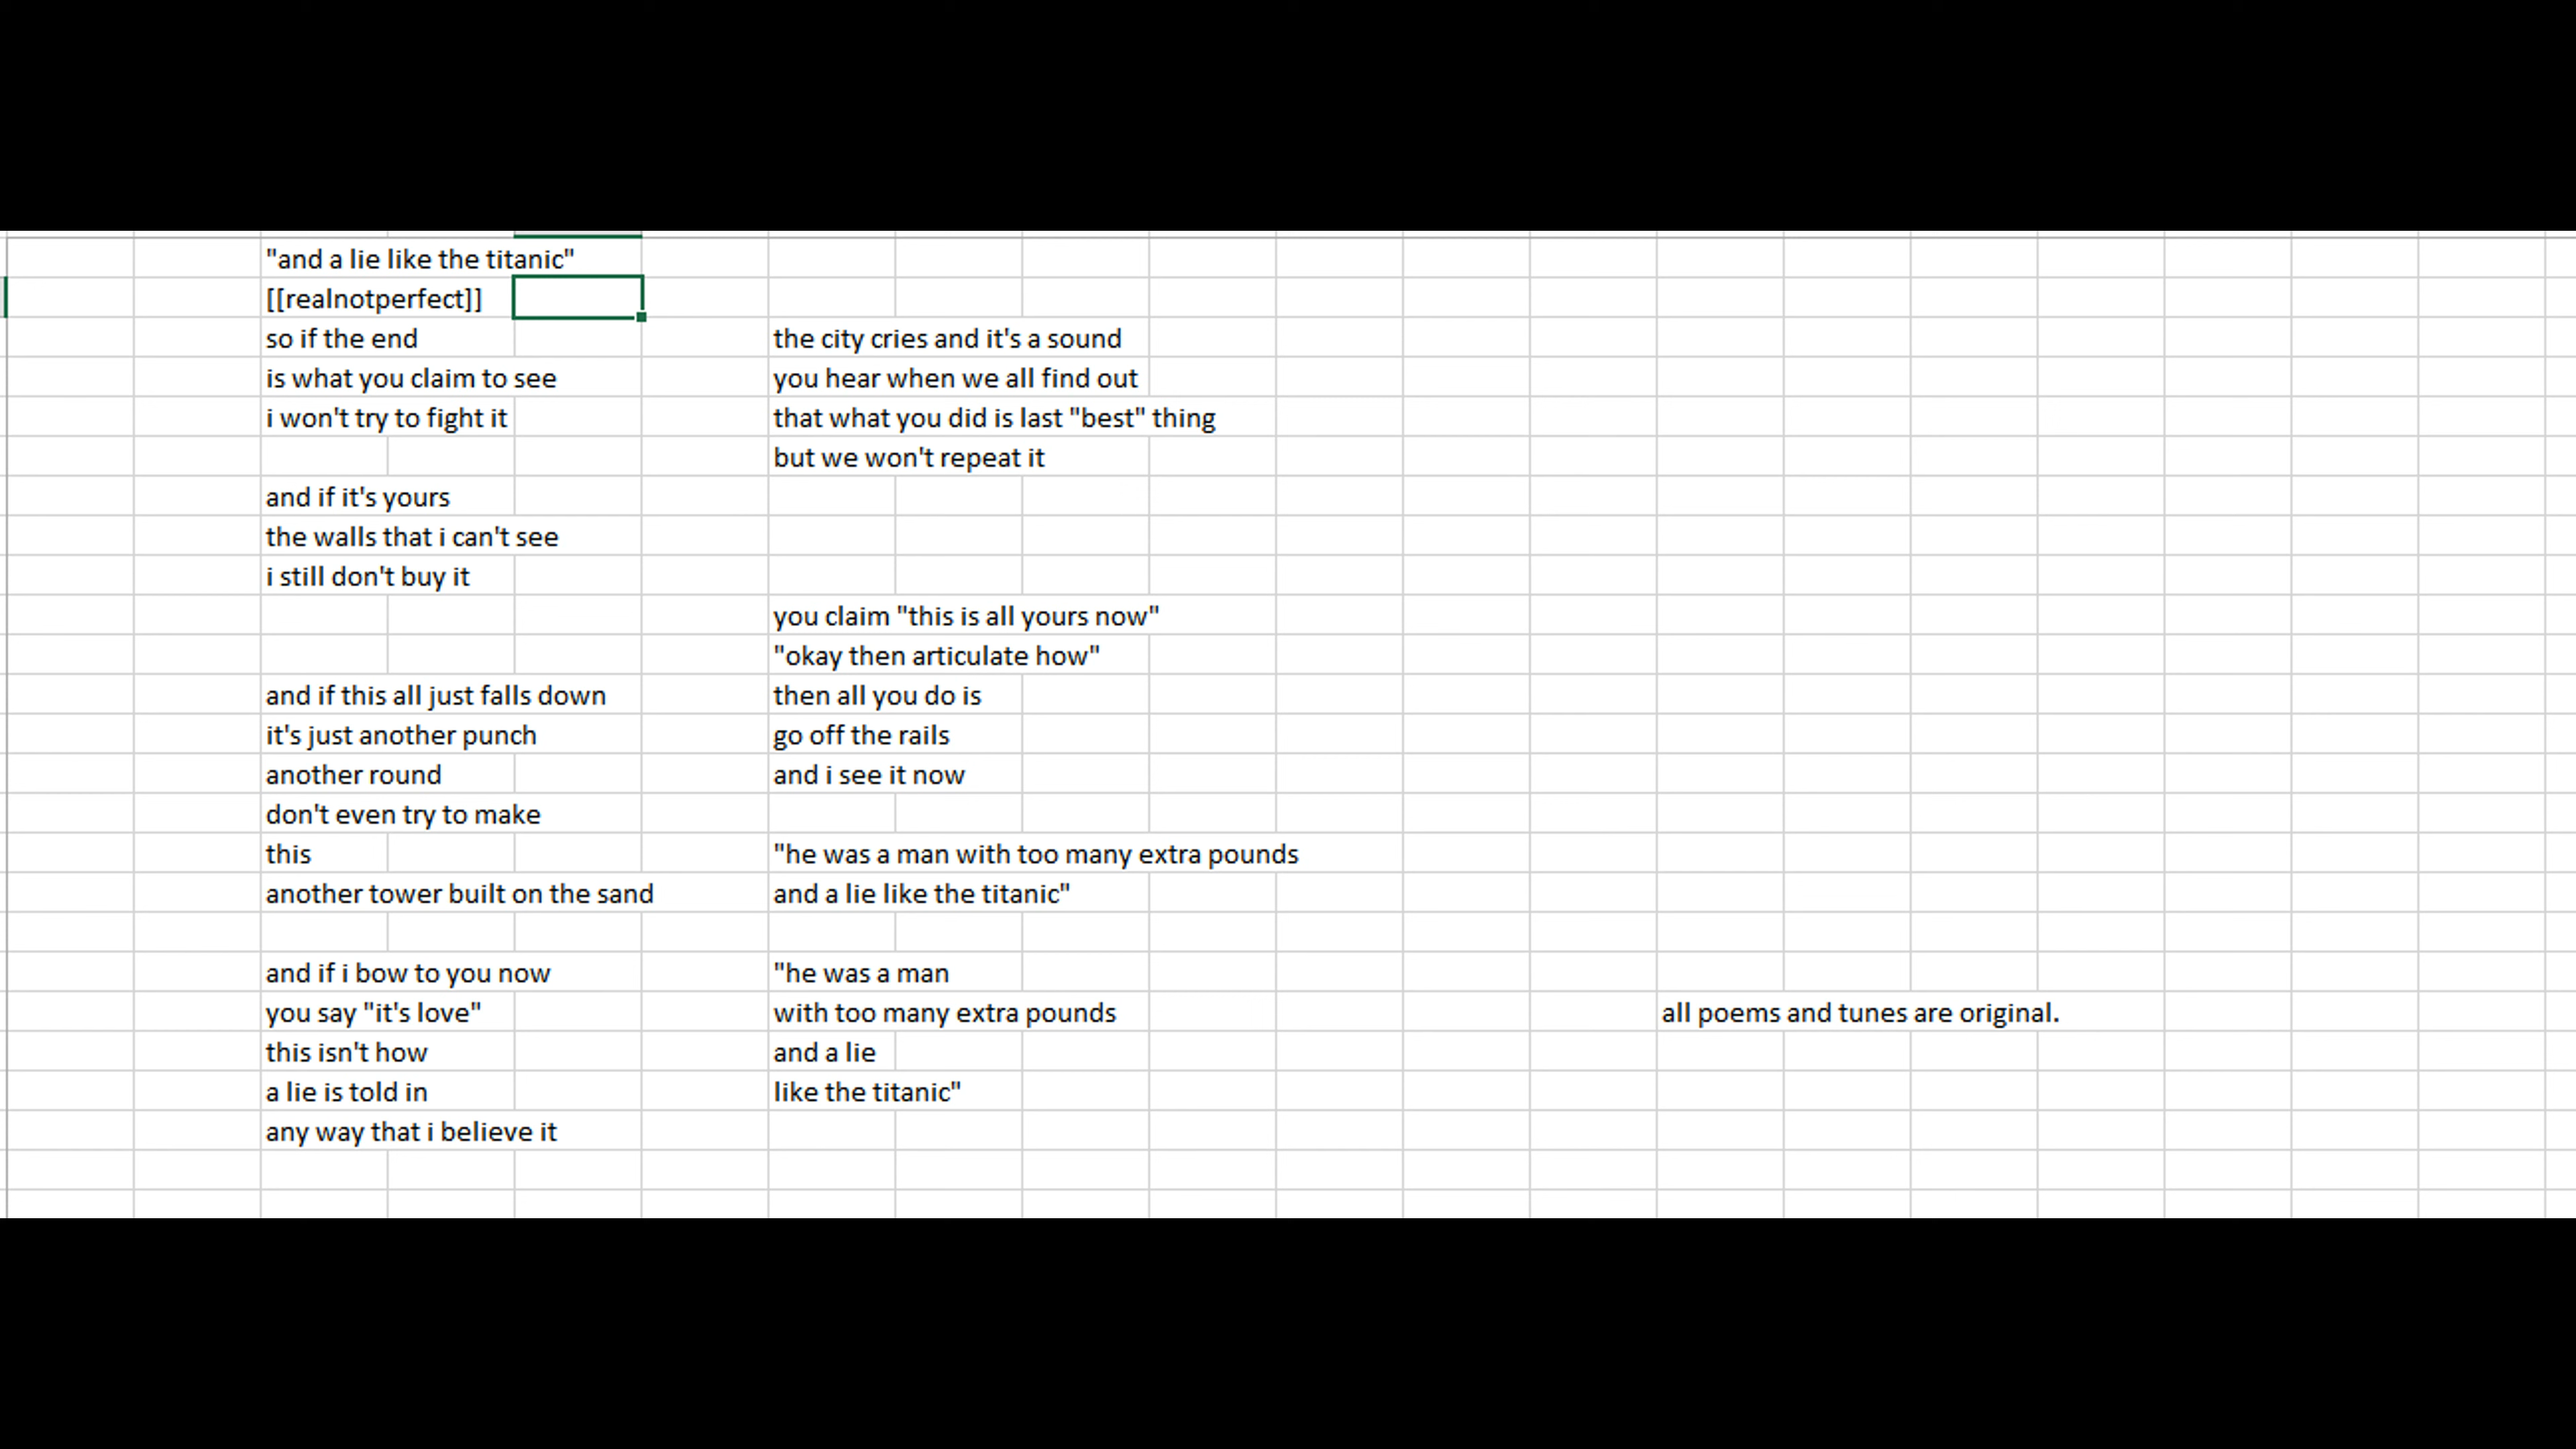 "and a lie like the titanic"
[[realnotperfect]]
so if the end
is what you claim to see
i won't try to fight it
and if it's yours
the walls that i can't see
i still don't buy it
and if this all just falls down
it's just another punch
another round
don't even try to make
this
another tower built on the sand
and if i bow to you now
you say "it's love"
this isn't how
a lie is told in
any way that i believe it
the city cries and it's a sound
you hear when we all find out
that what you did is last "best" thing
but we won't repeat it
you claim "this is all yours now"
"okay then articulate how"
then all you do is
go off the rails
and i see it now
"he was a man with too many extra pounds
and a lie like the titanic"
"he was a man
with too many extra pounds
and a lie
like the titanic"
all poems and tunes are original.